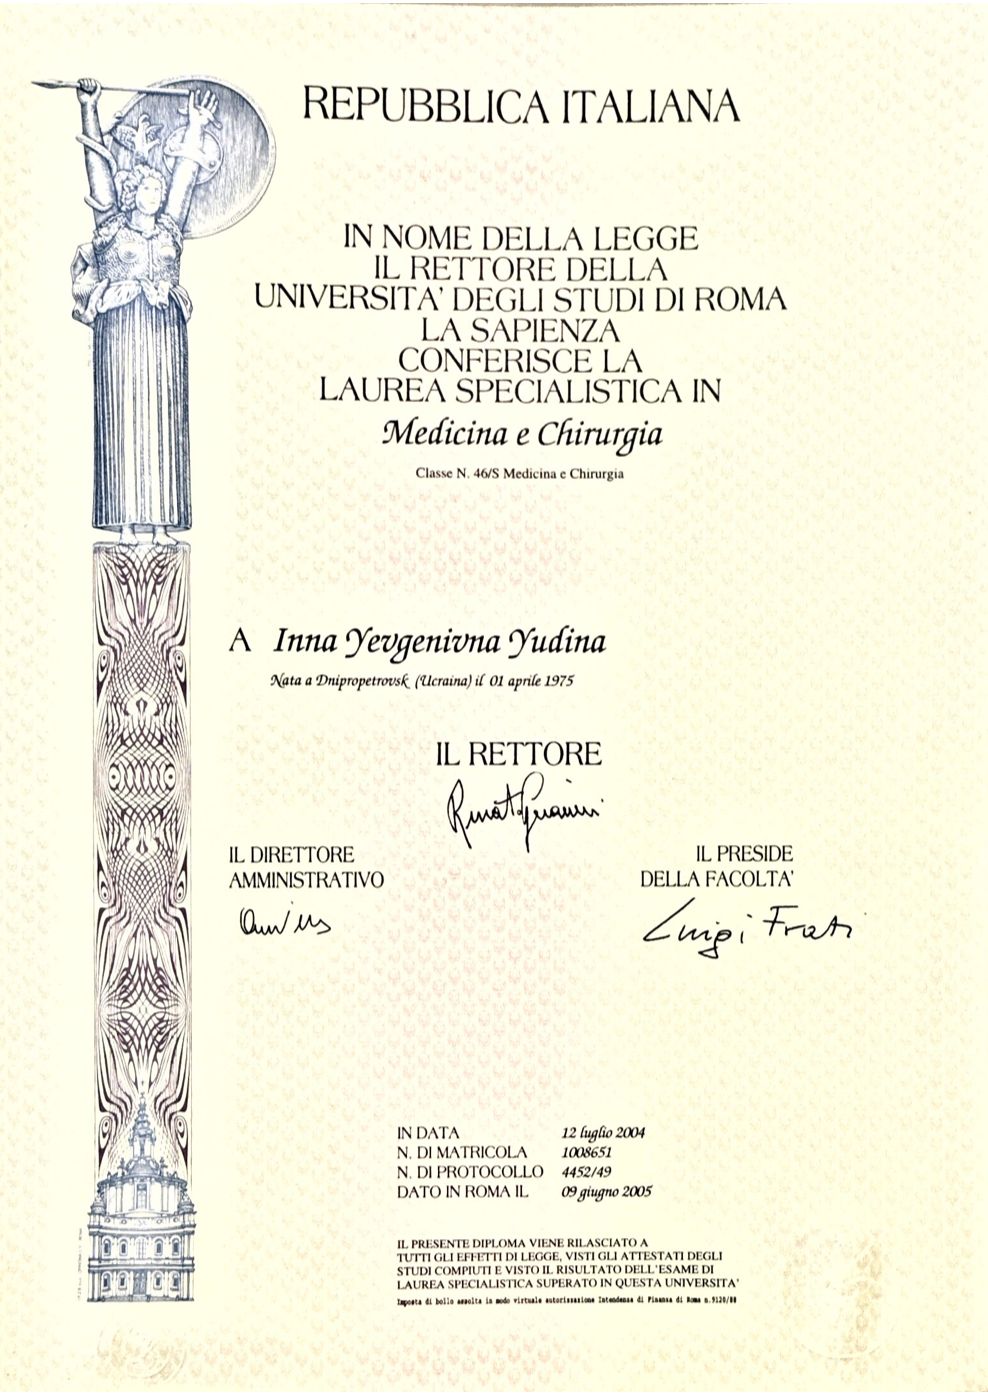 REPUBBLICA ITALIANA
IN NOME DELLA LEGGE
IL RETTORE DELLA
UNIVERSITA' DEGLI STUDI DI ROMA
LA SAPIENZA
CONFERISCE LA
LAUREA SPECIALISTICA IN
Medicina e Chirurgia
Classe N. 46/S Medicina e Chirurgia
A Inna Yevgenivna Yudina
Nata a Dnipropetrovsk (Ucraina) il 01 aprile 1975
IL RETTORE
IL DIRETTORE
AMMINISTRATIVO
IL PRESIDE
DELLA FACOLTA'
Luigi Frati
IN DATA 12 luglio 2004
N. DI MATRICOLA 1008651
N. DI PROTOCOLLO 4452/49
DATO IN ROMA IL 09 giugno 2005
IL PRESENTE DIPLOMA VIENE RILASCIATO A
TUTTI GLI EFFETTI DI LEGGE, VISTI GLI ATTESTATI DEGLI
STUDI COMPIUTI E VISTO IL RISULTATO DELL'ESAME DI
LAUREA SPECIALISTICA SUPERATO IN QUESTA UNIVERSITA'
Imposta di bollo assolta in modo virtuale autorizzazione Intendenza di Finanza di Roma n.9120/88